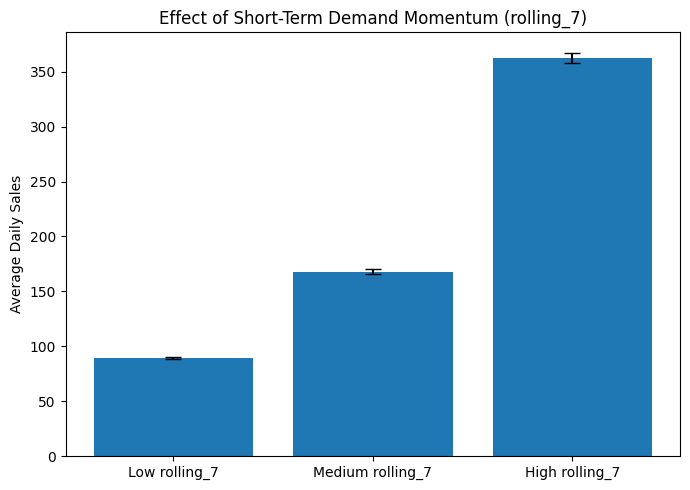 Effect of Short-Term Demand Momentum (rolling_7)
Average Daily Sales
350
300
250
200
150
100
50
0
Low rolling_7
Medium rolling_7
High rolling_7